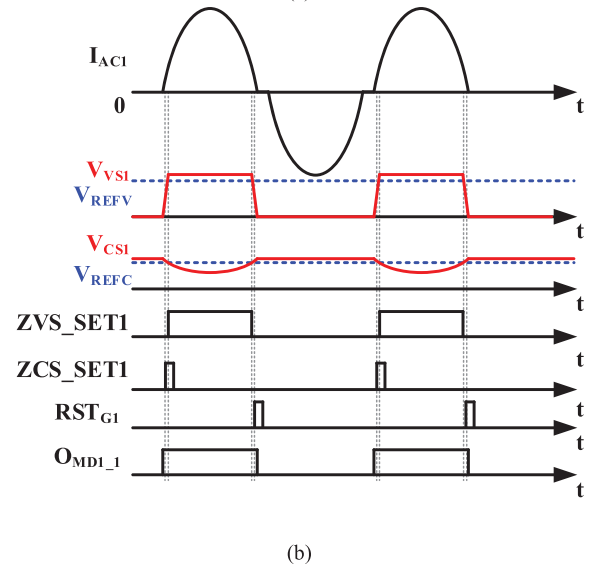 I_AC1
0
t
V_VS1
V_REFV
t
V_CS1
V_REFC
t
ZVS_SET1
t
ZCS_SET1
t
RST_G1
t
O_MD1_1
t
(b)